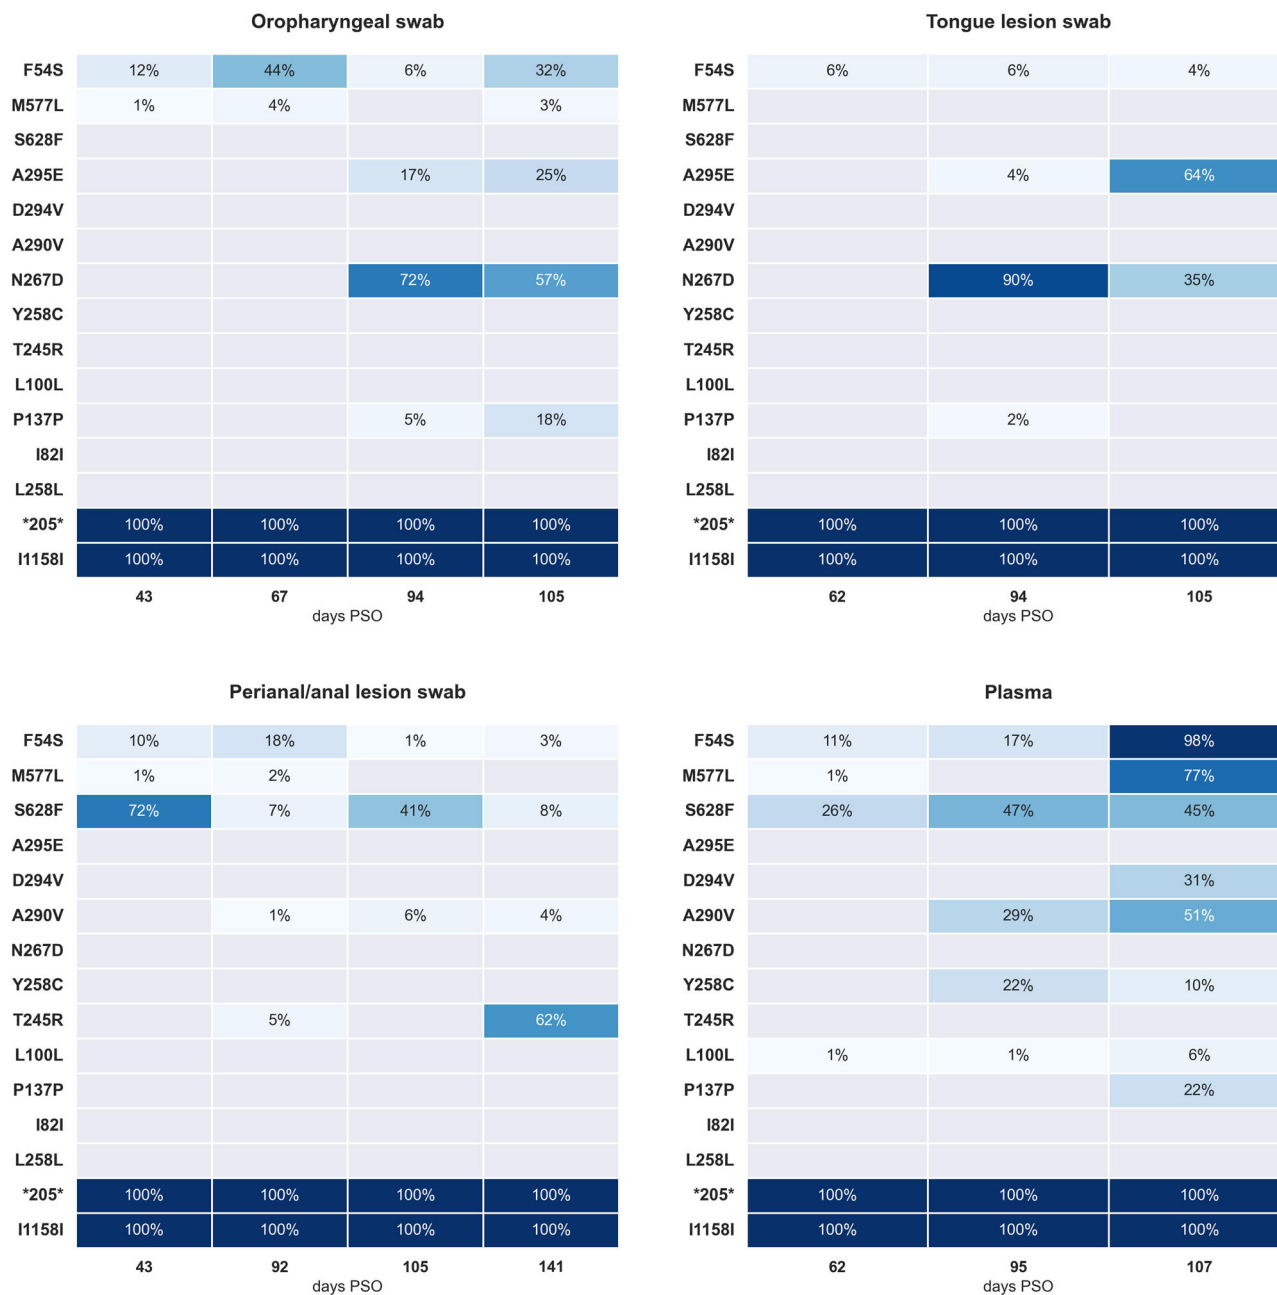 Oropharyngeal swab
F54S 12% 44% 6% 32%
M577L 1% 4% 3%
S628F
A295E 17% 25%
D294V
A290V
N267D 72% 57%
Y258C
T245R
L100L
P137P 5% 18%
I82I
L258L
*205* 100% 100% 100% 100%
I1158I 100% 100% 100% 100%
43 67 94 105
days PSO
Tongue lesion swab
F54S 6% 6% 4%
M577L
S628F
A295E 4% 64%
D294V
A290V
N267D 90% 35%
Y258C
T245R
L100L
P137P 2%
I82I
L258L
*205* 100% 100% 100%
I1158I 100% 100% 100%
62 94 105
days PSO
Perianal/anal lesion swab
F54S 10% 18% 1% 3%
M577L 1% 2%
S628F 72% 7% 41% 8%
A295E
D294V
A290V 1% 6% 4%
N267D
Y258C
T245R 5% 62%
L100L
P137P
I82I
L258L
*205* 100% 100% 100% 100%
I1158I 100% 100% 100% 100%
43 92 105 141
days PSO
Plasma
F54S 11% 17% 98%
M577L 1% 77%
S628F 26% 47% 45%
A295E
D294V 31%
A290V 29% 51%
N267D
Y258C 22% 10%
T245R
L100L 1% 1% 6%
P137P 22%
I82I
L258L
*205* 100% 100% 100%
I1158I 100% 100% 100%
62 95 107
days PSO